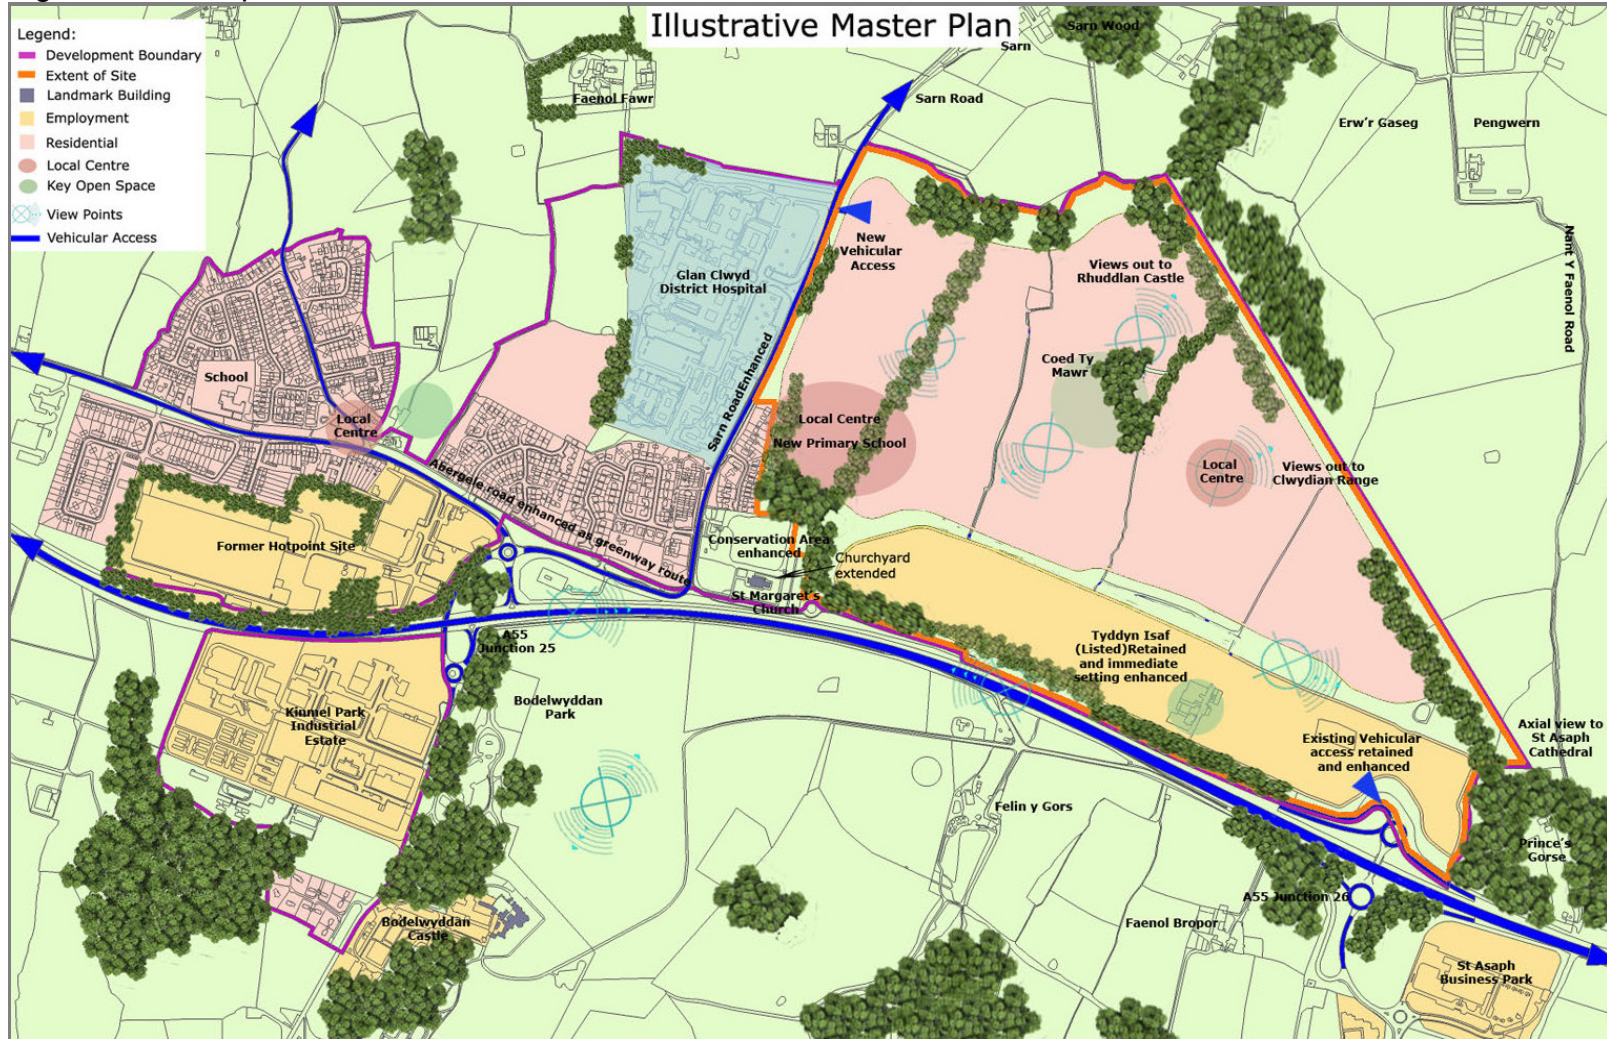 Illustrative Master Plan
Legend:
Development Boundary
Extent of Site
Landmark Building
Employment
Residential
Local Centre
Key Open Space
View Points
Vehicular Access
Faenol Fawr
Sarn Wood
Sarn
Sarn Road
Erw'r Gaseg
Pengwern
Nant Y Faenol Road
New
Vehicular
Access
Glan Clwyd
District Hospital
Views out to
Rhuddlan Castle
Sarn Road Enhanced
School
Coed Ty
Mawr
Local
Centre
Local Centre
New Primary School
Local
Centre
Views out to
Clwydian Range
Abergele road enhanced as greenway route
Former Hotpoint Site
Conservation Area
enhanced
Churchyard
extended
St Margaret's
Church
A55
Junction 25
Tyddyn Isaf
(Listed)Retained
and immediate
setting enhanced
Kinmel Park
Industrial
Estate
Bodelwyddan
Park
Existing Vehicular
access retained
and enhanced
Axial view to
St Asaph
Cathedral
Felin y Gors
Prince's
Gorse
A55 Junction 26
Bodelwyddan
Castle
Faenol Bropor
St Asaph
Business Park